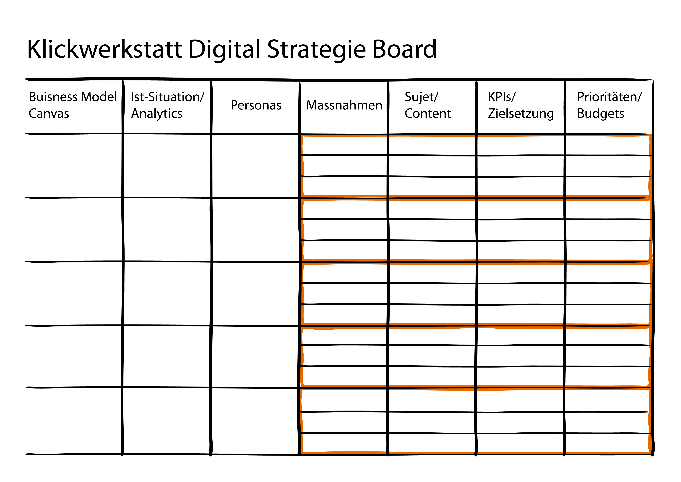 Klickwerkstatt Digital Strategie Board
Buisness Model
Canvas
Ist-Situation/
Analytics
Personas
Massnahmen
Sujet/
Content
KPIs/
Zielsetzung
Prioritäten/
Budgets